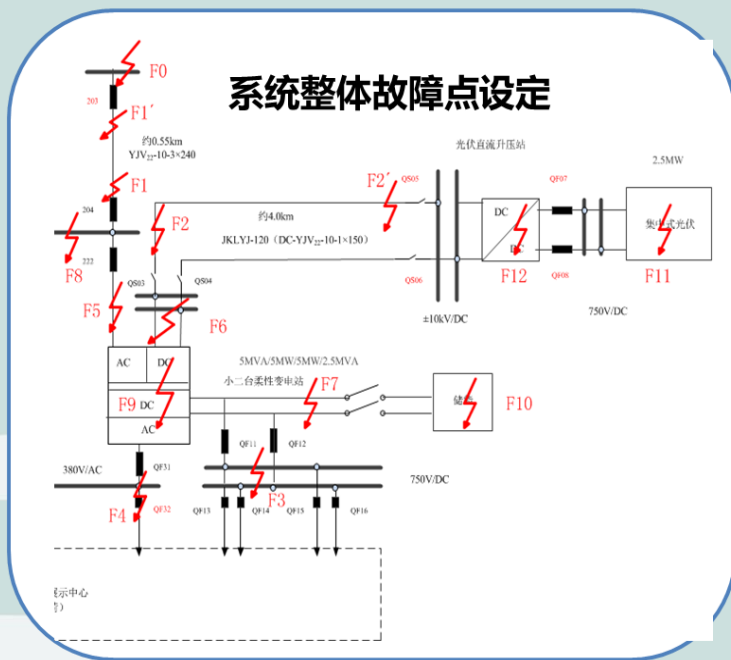 系统整体故障点设定
F0
203
F1′
约0.55km
YJV22-10-3×240
F1
204
F8
222
F5
F2
约4.0km
JKLYJ-120（DC-YJV22-10-1×150）
F2′
QS05
QS06
QS03
QS04
F6
光伏直流升压站
DC
DC
F12
QF07
QF08
±10kV/DC
2.5MW
集中式光伏
F11
750V/DC
AC
DC
DC
AC
F9
5MVA/5MW/5MW/2.5MVA
小二台柔性变电站
F7
F10
QF11
QF12
750V/DC
F3
QF13
QF14
QF15
QF16
380V/AC
QF31
F4
QF32
展示中心